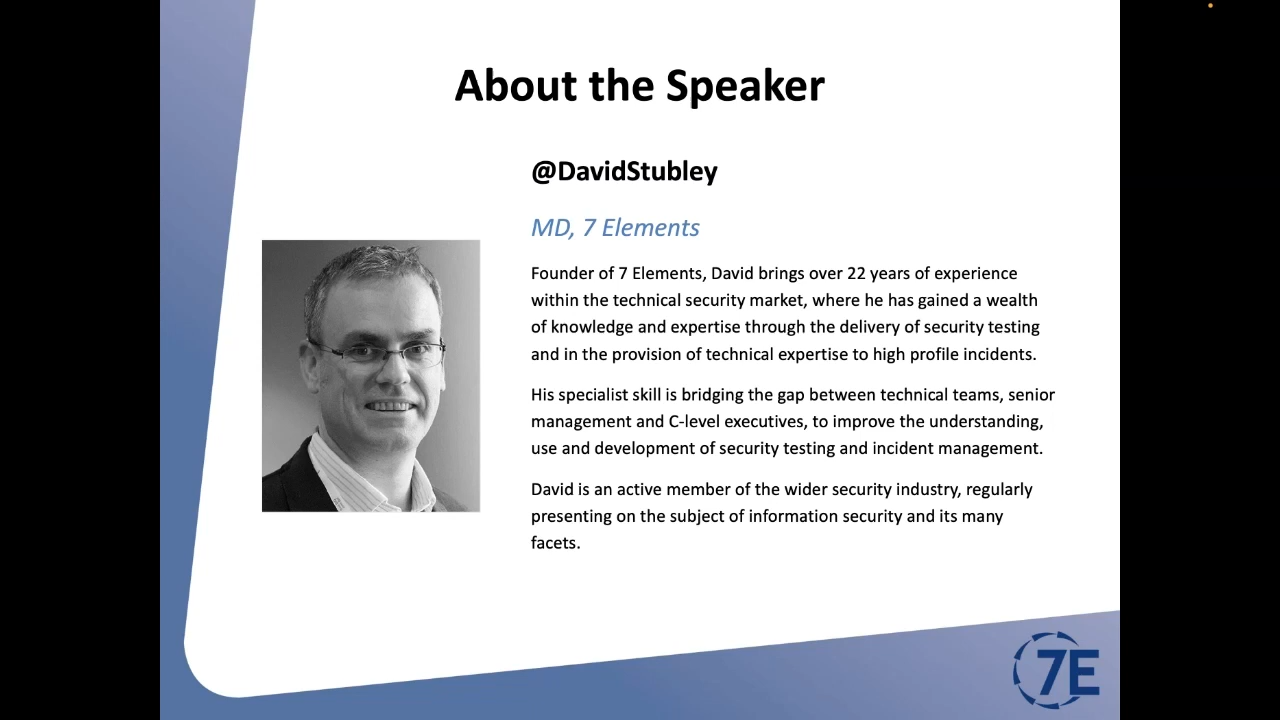 About the Speaker
@DavidStubley
MD, 7 Elements
Founder of 7 Elements, David brings over 22 years of experience
within the technical security market, where he has gained a wealth
of knowledge and expertise through the delivery of security testing
and in the provision of technical expertise to high profile incidents.
His specialist skill is bridging the gap between technical teams, senior
management and C-level executives, to improve the understanding,
use and development of security testing and incident management.
David is an active member of the wider security industry, regularly
presenting on the subject of information security and its many
facets.
7E